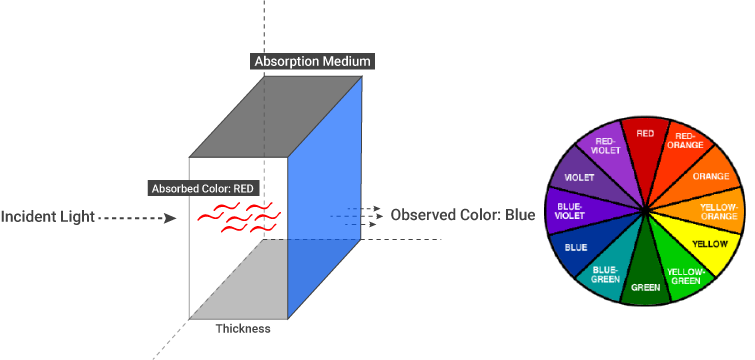 Absorption Medium
Absorbed Color: RED
Incident Light
Observed Color: Blue
Thickness
RED
RED-
ORANGE
ORANGE
YELLOW-
ORANGE
YELLOW
YELLOW-
GREEN
GREEN
BLUE-
GREEN
BLUE
BLUE-
VIOLET
VIOLET
RED-
VIOLET